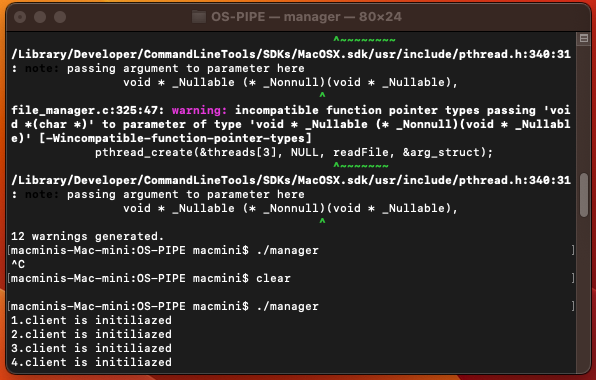 OS-PIPE — manager — 80×24
^~~~~~~~~
/Library/Developer/CommandLineTools/SDKs/MacOSX.sdk/usr/include/pthread.h:340:31
: note: passing argument to parameter here
void * _Nullable (* _Nonnull)(void * _Nullable),
^
file_manager.c:325:47: warning: incompatible function pointer types passing 'voi
d *(char *)' to parameter of type 'void * _Nullable (* _Nonnull)(void * _Nullabl
e)' [-Wincompatible-function-pointer-types]
pthread_create(&threads[3], NULL, readFile, &arg_struct);
^~~~~~~~
/Library/Developer/CommandLineTools/SDKs/MacOSX.sdk/usr/include/pthread.h:340:31
: note: passing argument to parameter here
void * _Nullable (* _Nonnull)(void * _Nullable),
^
12 warnings generated.
[macminis-Mac-mini:OS-PIPE macmini$ ./manager ]
^C
[macminis-Mac-mini:OS-PIPE macmini$ clear ]
[macminis-Mac-mini:OS-PIPE macmini$ ./manager ]
1.client is initiliazed
2.client is initiliazed
3.client is initiliazed
4.client is initiliazed